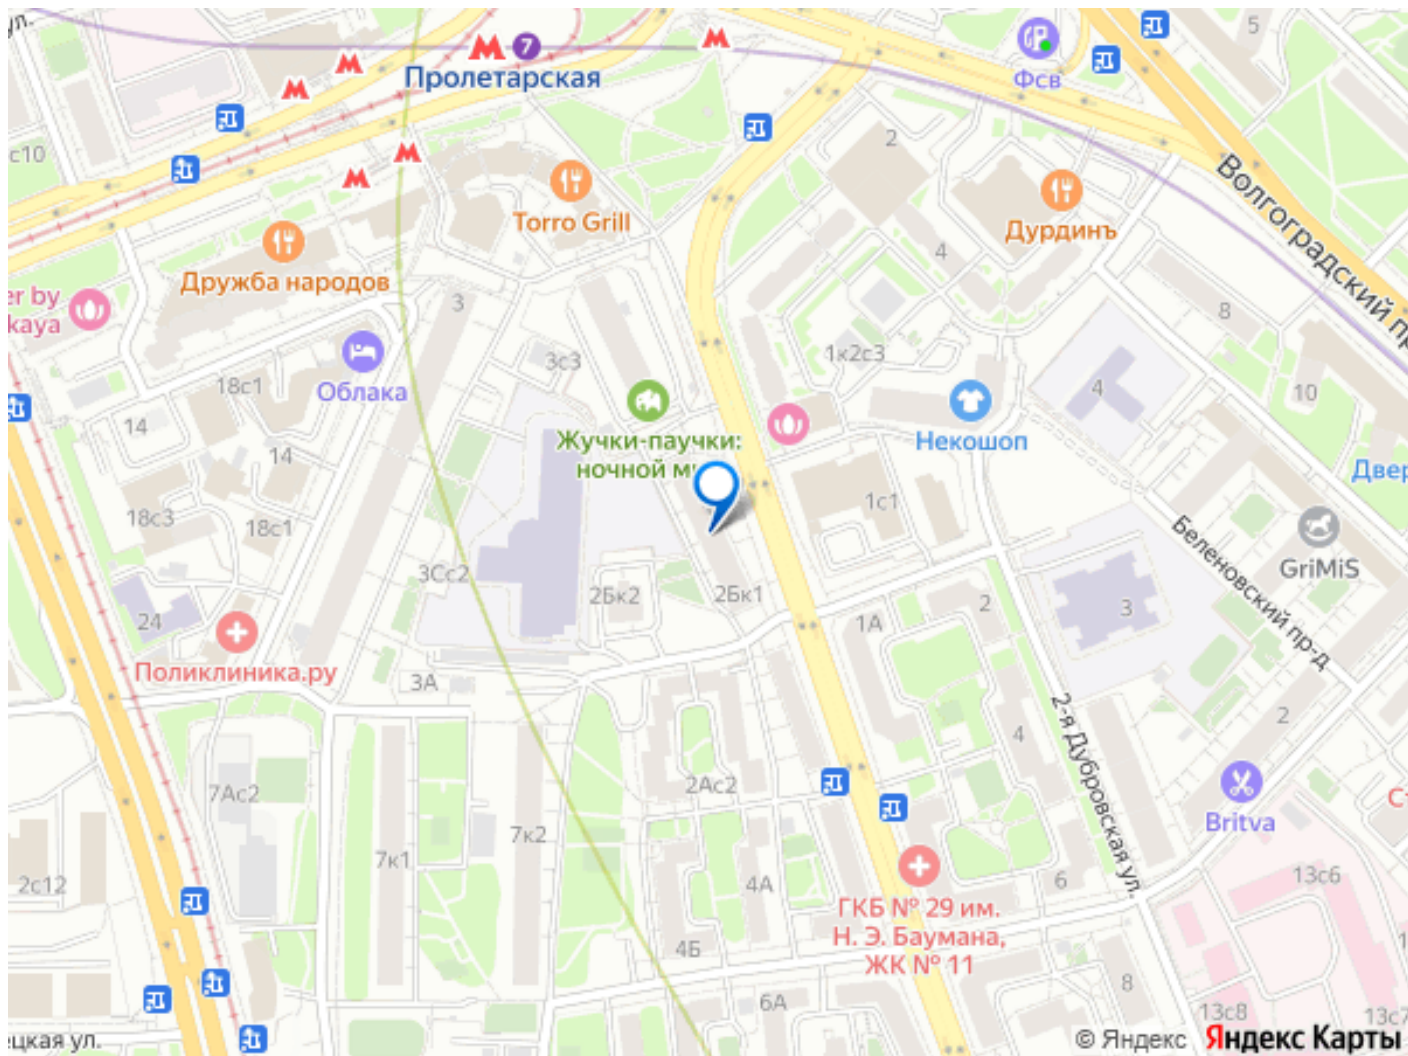 ул.
7
Пролетарская
Фсв
5
с10
2
Волгоградский пр
Torro Grill
Дурдинъ
4
Дружба народов
er by
kaya
3
8
3с3
1к2с3
18с1
Облака
4
10
14
Жучки-паучки:
ночной м
Некошоп
14
Двер
18с3
18с1
1с1
Беленовский пр-д
GriMiS
3Сс2
2Бк2
2Бк1
2
3
24
1А
Поликлиника.ру
3А
2-я Дубровская ул.
4
2
2Ас2
7Ас2
Britva
7к2
7к1
2с12
4А
6
13с6
ГКБ № 29 им.
Н. Э. Баумана,
ЖК № 11
4Б
8
6А
13с8
13с7
цкая ул.
© Яндекс Яндекс Карты